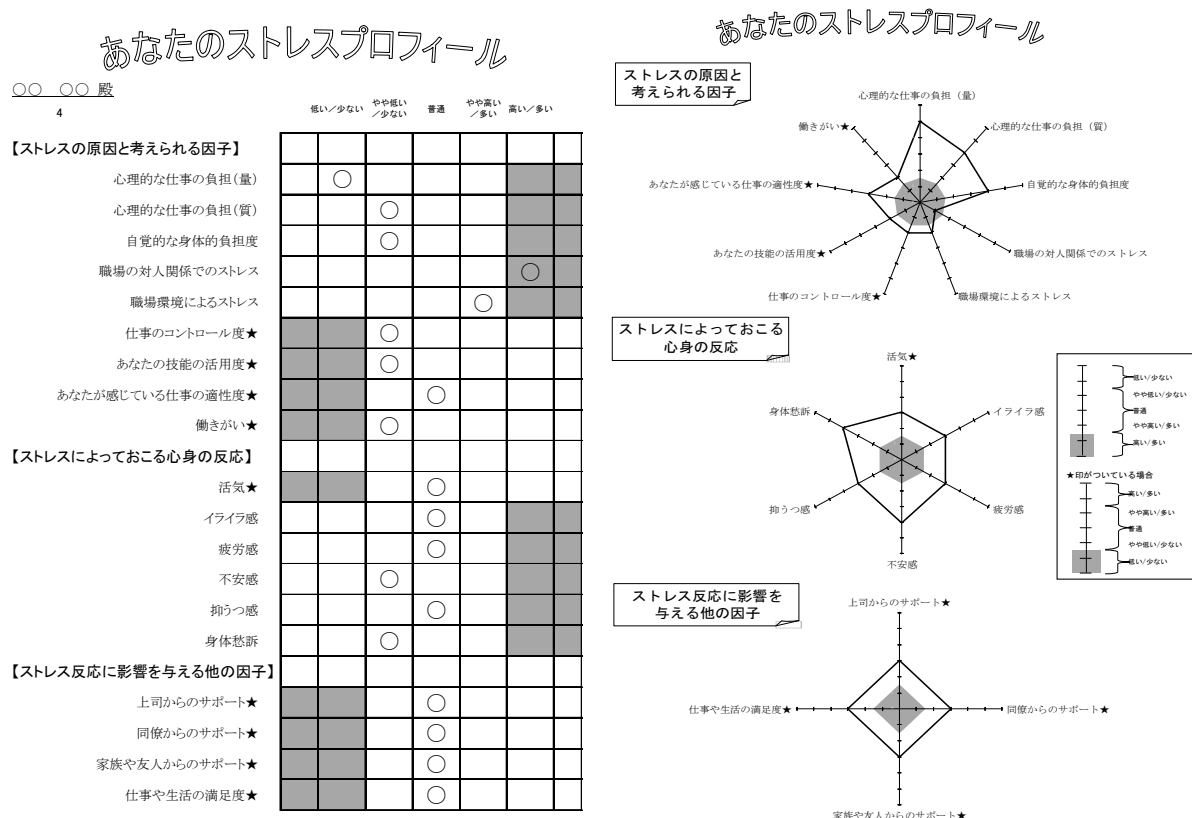 あなたのストレスプロフィール
○○　○○ 殿
4
低い／少ない
やや低い
／少ない
普通
やや高い
／多い
高い／多い
【ストレスの原因と考えられる因子】
心理的な仕事の負担(量)
心理的な仕事の負担(質)
自覚的な身体的負担度
職場の対人関係でのストレス
職場環境によるストレス
仕事のコントロール度★
あなたの技能の活用度★
あなたが感じている仕事の適性度★
働きがい★
【ストレスによっておこる心身の反応】
活気★
イライラ感
疲労感
不安感
抑うつ感
身体愁訴
【ストレス反応に影響を与える他の因子】
上司からのサポート★
同僚からのサポート★
家族や友人からのサポート★
仕事や生活の満足度★
あなたのストレスプロフィール
ストレスの原因と
考えられる因子
心理的な仕事の負担（量）
心理的な仕事の負担（質）
自覚的な身体的負担度
職場の対人関係でのストレス
職場環境によるストレス
仕事のコントロール度★
あなたの技能の活用度★
あなたが感じている仕事の適性度★
働きがい★
ストレスによっておこる
心身の反応
活気★
イライラ感
疲労感
不安感
抑うつ感
身体愁訴
低い/少ない
やや低い/少ない
普通
やや高い/多い
高い/多い
★印がついている場合
高い/多い
やや高い/多い
普通
やや低い/少ない
低い/少ない
ストレス反応に影響を
与える他の因子
上司からのサポート★
同僚からのサポート★
家族や友人からのサポート★
仕事や生活の満足度★